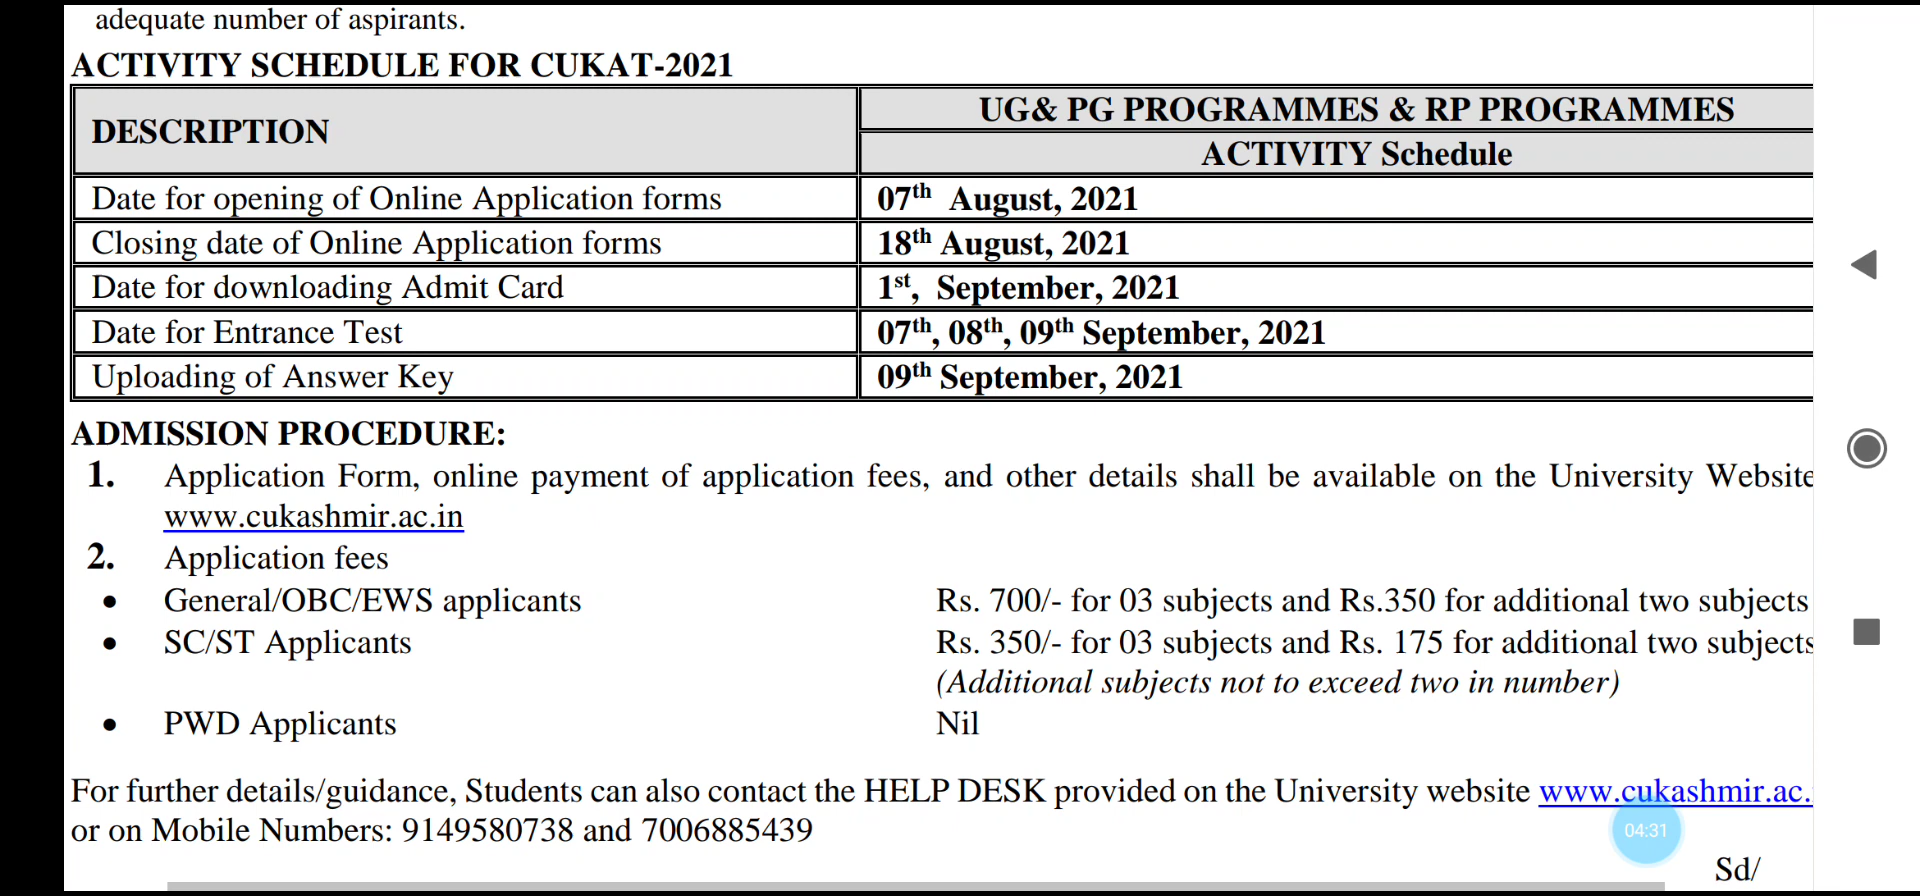 adequate number of aspirants.
ACTIVITY SCHEDULE FOR CUKAT-2021
DESCRIPTION
UG& PG PROGRAMMES & RP PROGRAMMES
ACTIVITY Schedule
Date for opening of Online Application forms 07th August, 2021
Closing date of Online Application forms 18th August, 2021
Date for downloading Admit Card 1st, September, 2021
Date for Entrance Test 07th, 08th, 09th September, 2021
Uploading of Answer Key 09th September, 2021
ADMISSION PROCEDURE:
1. Application Form, online payment of application fees, and other details shall be available on the University Website
www.cukashmir.ac.in
2. Application fees
• General/OBC/EWS applicants Rs. 700/- for 03 subjects and Rs.350 for additional two subjects
• SC/ST Applicants Rs. 350/- for 03 subjects and Rs. 175 for additional two subjects
(Additional subjects not to exceed two in number)
• PWD Applicants Nil
For further details/guidance, Students can also contact the HELP DESK provided on the University website www.cukashmir.ac.
or on Mobile Numbers: 9149580738 and 7006885439
04:31
Sd/